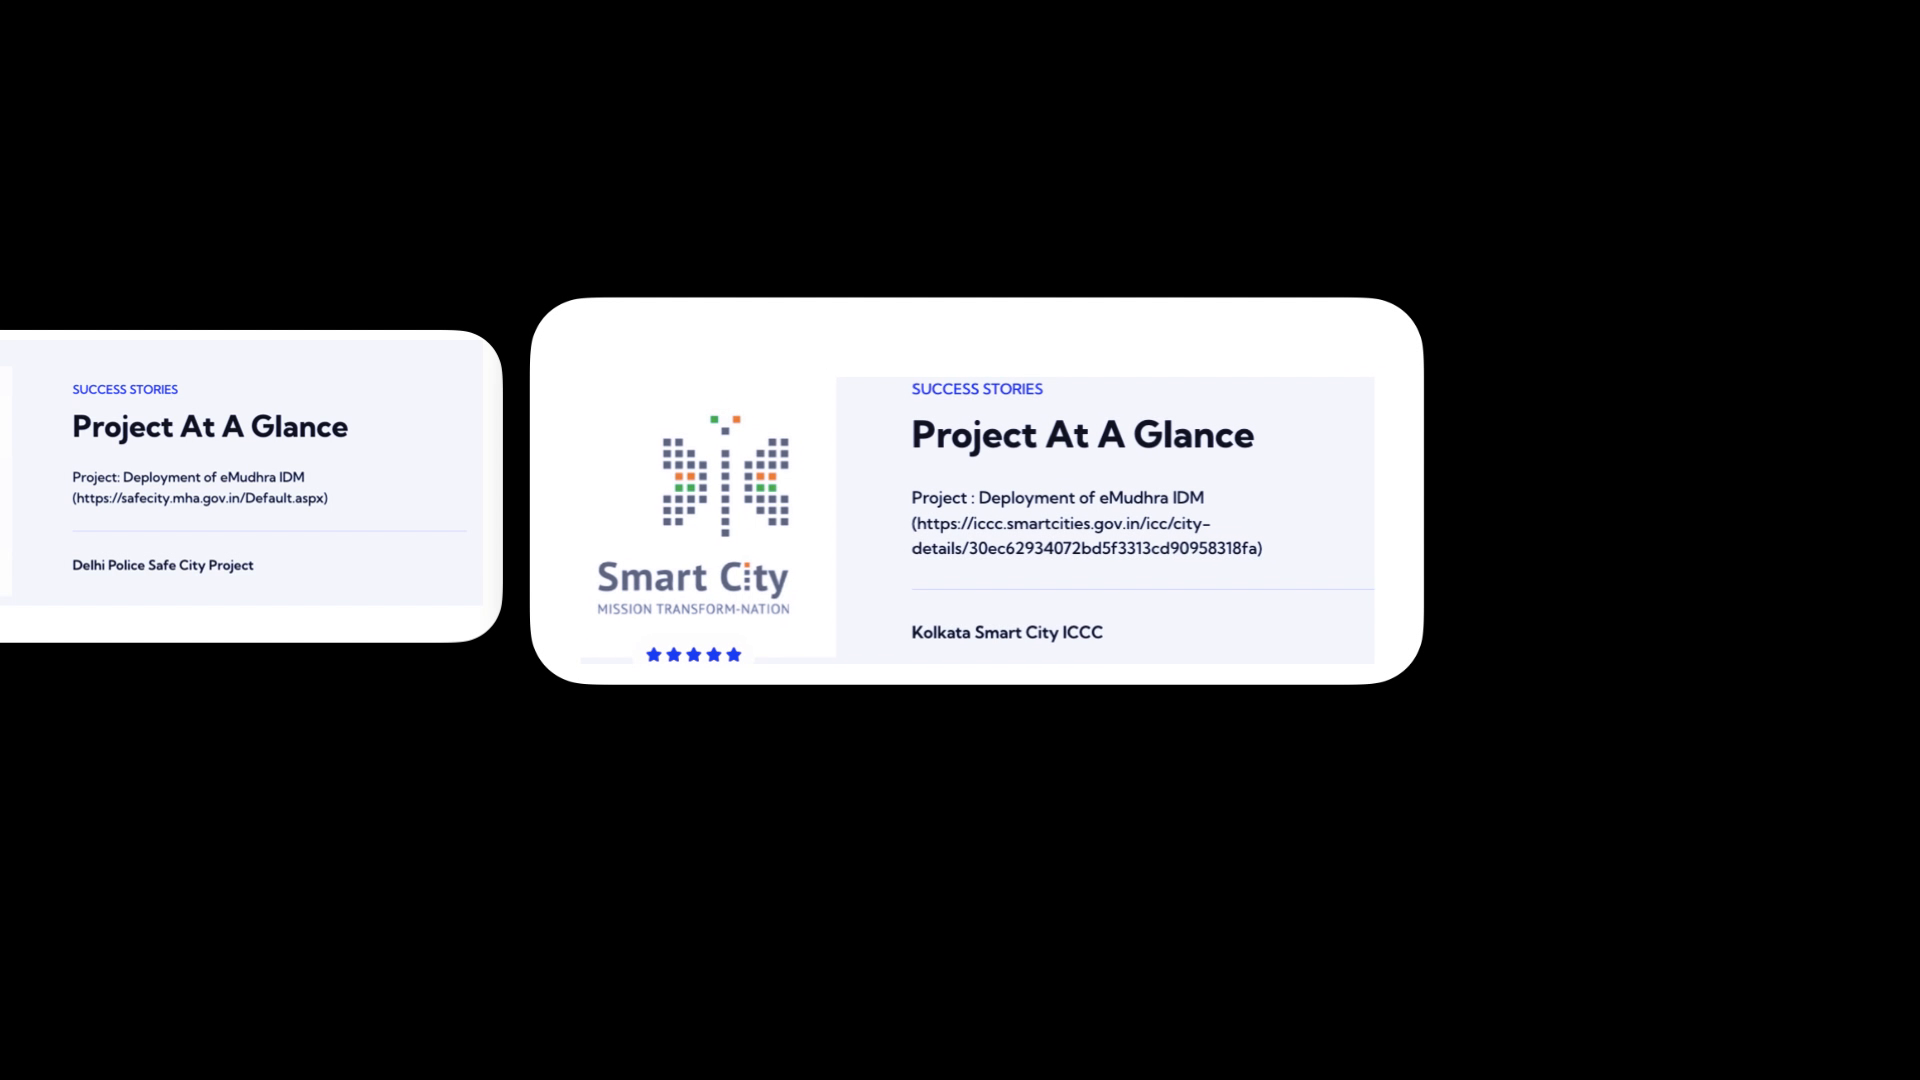 SUCCESS STORIES
Project At A Glance
Project: Deployment of eMudhra IDM
(https://safecity.mha.gov.in/Default.aspx)
Delhi Police Safe City Project
Smart City
MISSION TRANSFORM-NATION
SUCCESS STORIES
Project At A Glance
Project : Deployment of eMudhra IDM
(https://iccc.smartcities.gov.in/icc/city-
details/30ec62934072bd5f3313cd90958318fa)
Kolkata Smart City ICCC